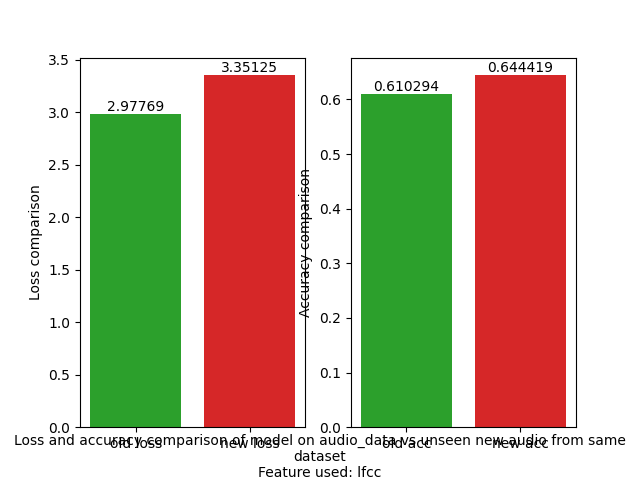 Loss comparison
3.5
3.0
2.5
2.0
1.5
1.0
0.5
0.0
2.97769
3.35125
old loss
new loss
Accuracy comparison
0.6
0.5
0.4
0.3
0.2
0.1
0.0
0.610294
0.644419
old acc
new acc
Loss and accuracy comparison of model on audio_data vs unseen new audio from same
dataset
Feature used: lfcc